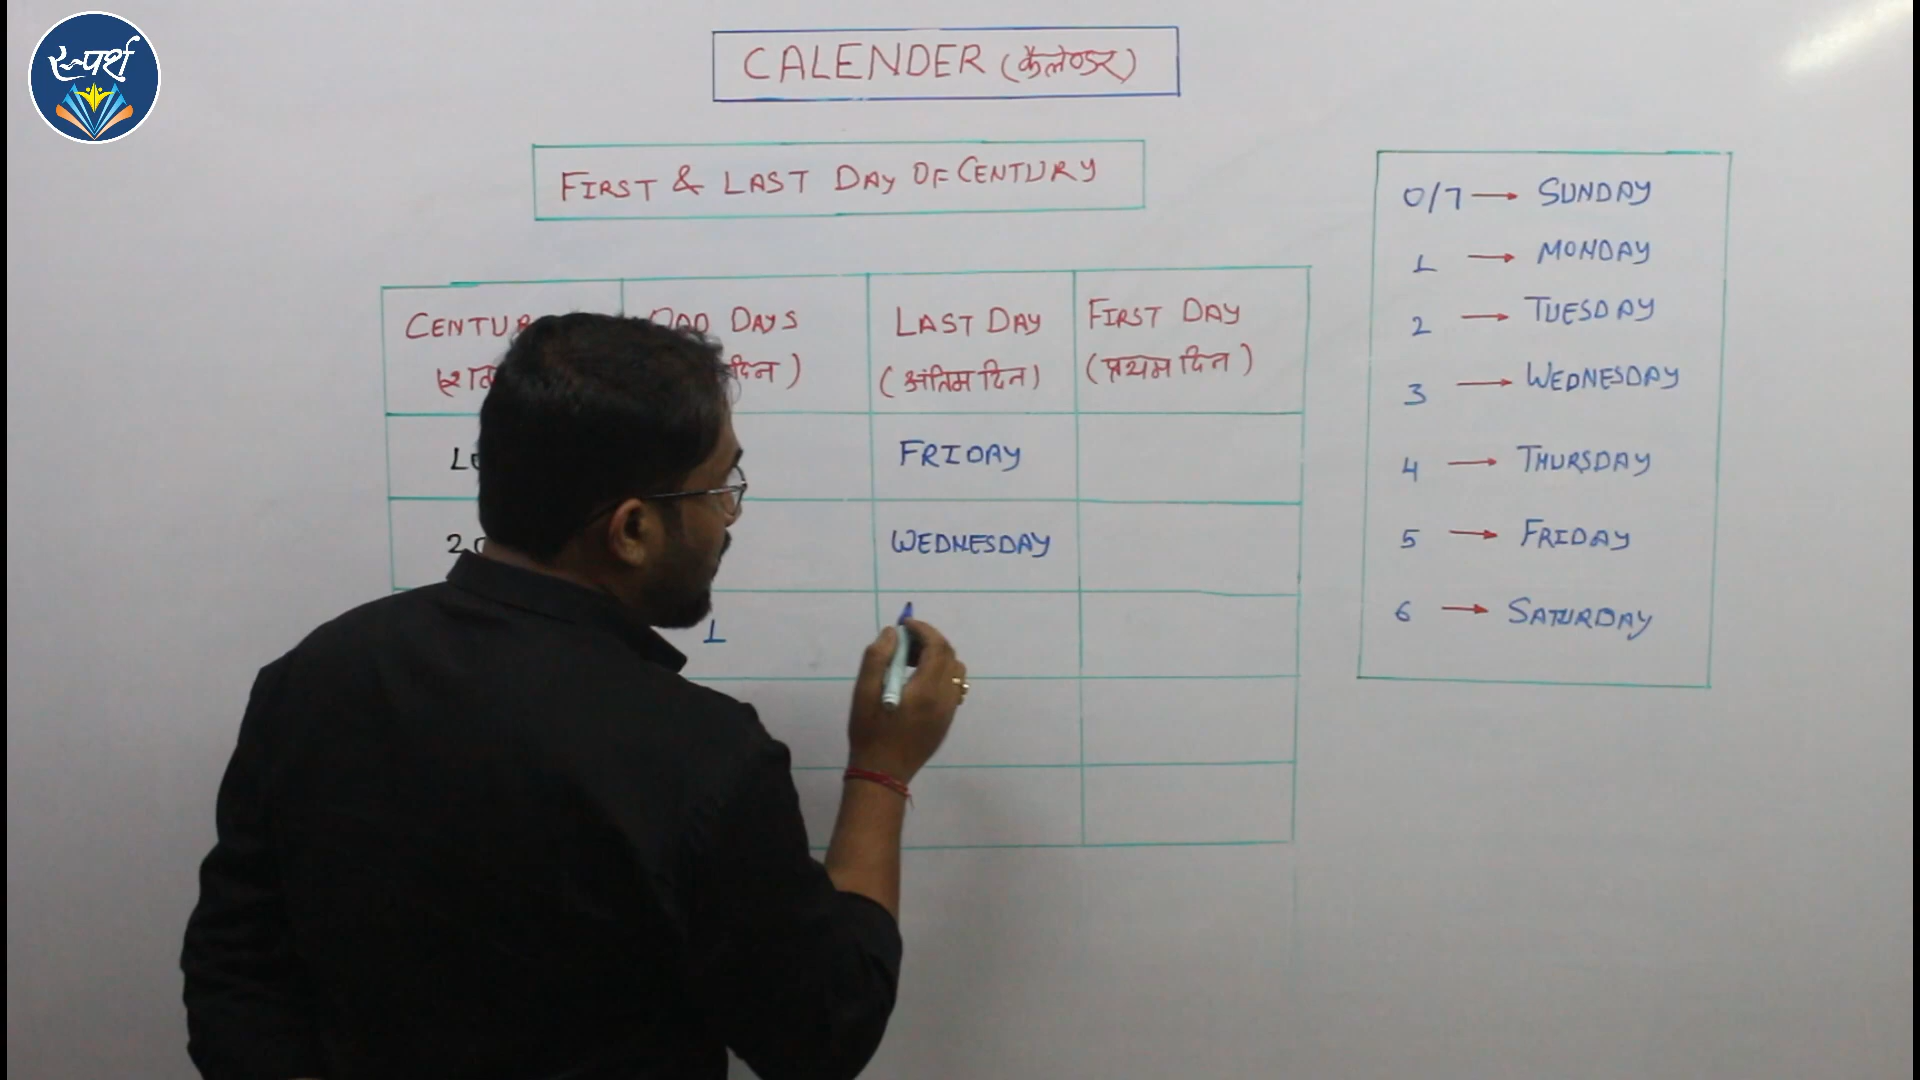 स्पर्श
CALENDER (कैलेण्डर)
FIRST & LAST DAY OF CENTURY
DAYS
LAST DAY
(अंतिम दिन)
FIRST DAY
(प्रथम दिन)
दिन)
FRIDAY
WEDNESDAY
1
0/7 → SUNDAY
1 → MONDAY
2 → TUESDAY
3 → WEDNESDAY
4 → THURSDAY
5 → FRIDAY
6 → SATURDAY